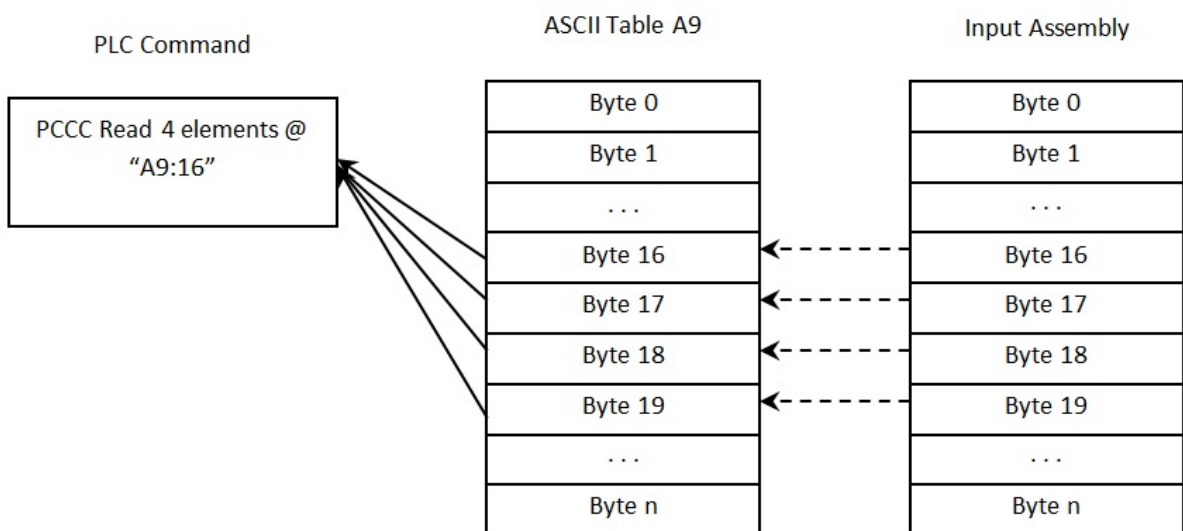 PLC Command
PCCC Read 4 elements @
“A9:16”
ASCII Table A9
Byte 0
Byte 1
. . .
Byte 16
Byte 17
Byte 18
Byte 19
. . .
Byte n
Input Assembly
Byte 0
Byte 1
. . .
Byte 16
Byte 17
Byte 18
Byte 19
. . .
Byte n